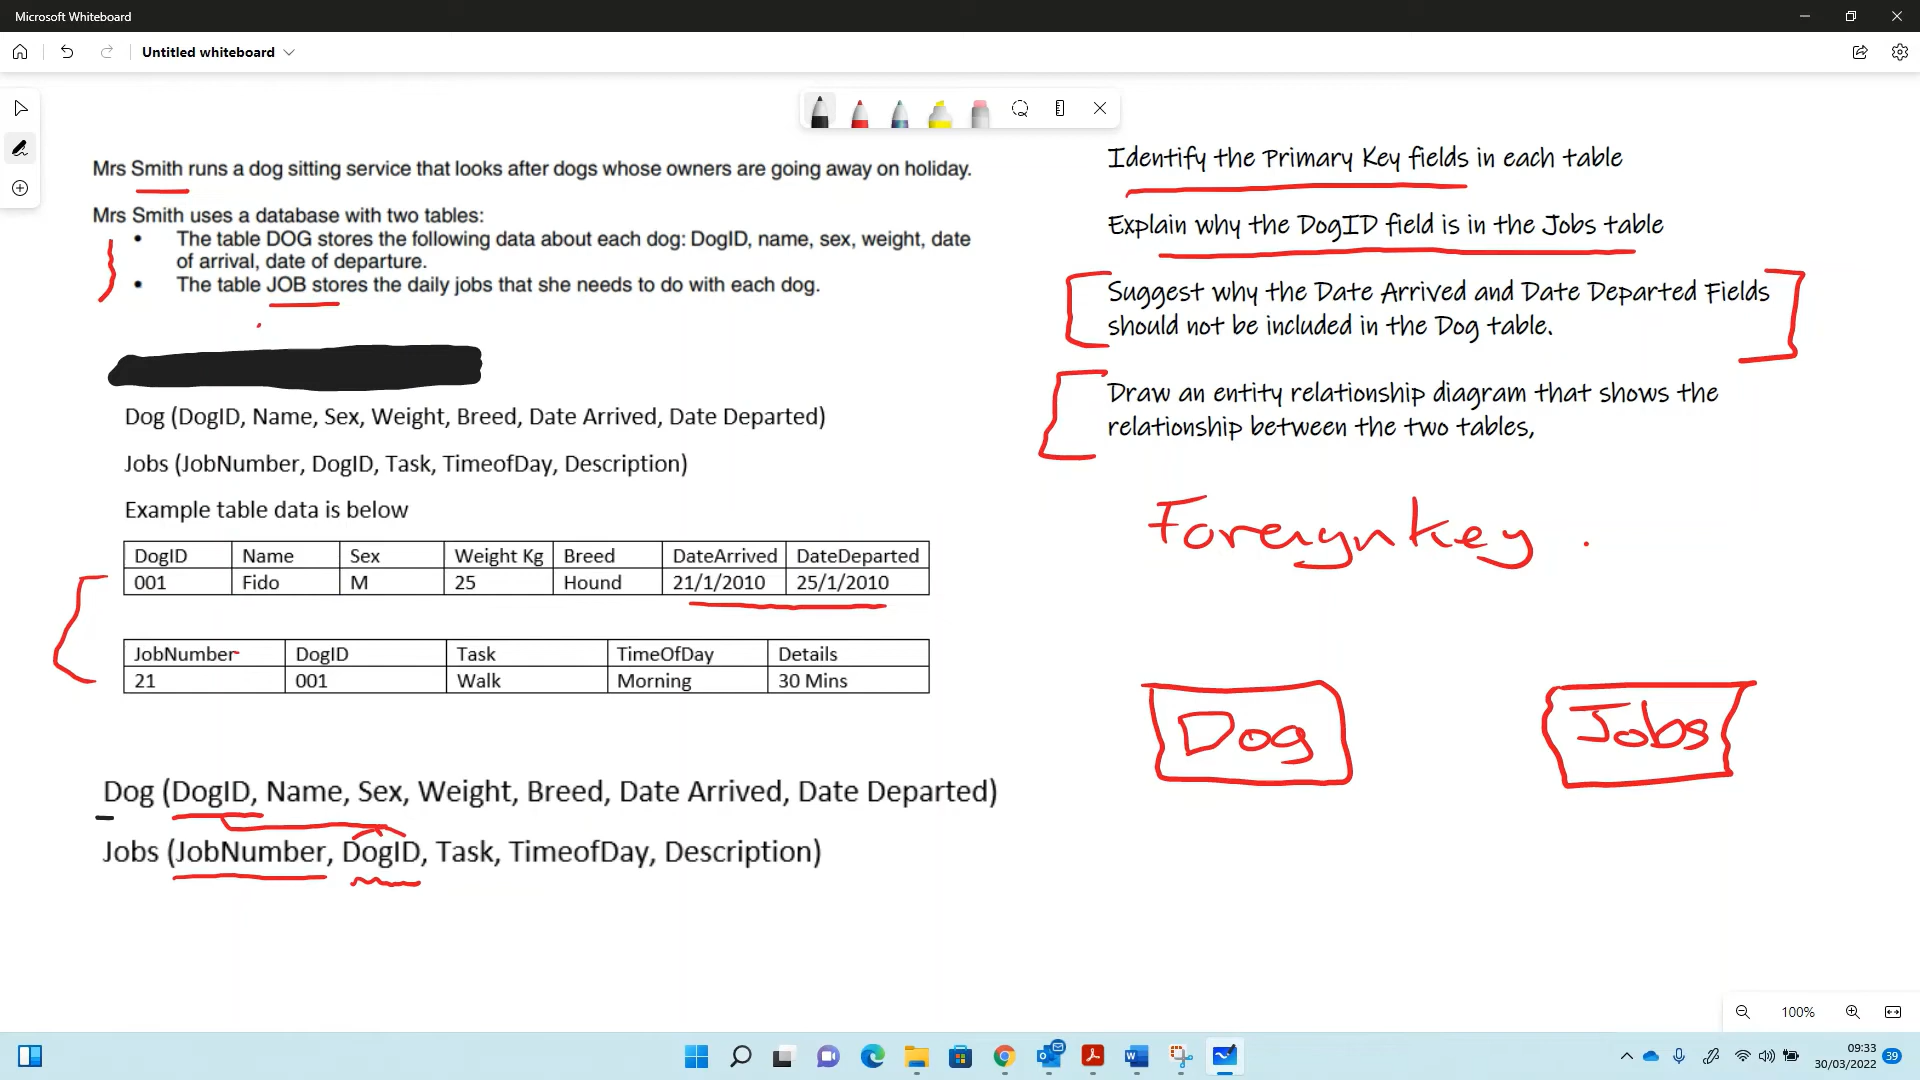 Microsoft Whiteboard
Untitled whiteboard
Mrs Smith runs a dog sitting service that looks after dogs whose owners are going away on holiday.
Mrs Smith uses a database with two tables:
• The table DOG stores the following data about each dog: DogID, name, sex, weight, date
of arrival, date of departure.
• The table JOB stores the daily jobs that she needs to do with each dog.
Dog (DogID, Name, Sex, Weight, Breed, Date Arrived, Date Departed)
Jobs (JobNumber, DogID, Task, TimeofDay, Description)
Example table data is below
DogID Name Sex Weight Kg Breed DateArrived DateDeparted
001 Fido M 25 Hound 21/1/2010 25/1/2010
JobNumber DogID Task TimeOfDay Details
21 001 Walk Morning 30 Mins
Dog (DogID, Name, Sex, Weight, Breed, Date Arrived, Date Departed)
Jobs (JobNumber, DogID, Task, TimeofDay, Description)
Identify the Primary Key fields in each table
Explain why the DogID field is in the Jobs table
Suggest why the Date Arrived and Date Departed Fields
should not be included in the Dog table.
Draw an entity relationship diagram that shows the
relationship between the two tables,
Foreign key
Dog Jobs
100%
09:33
30/03/2022
39